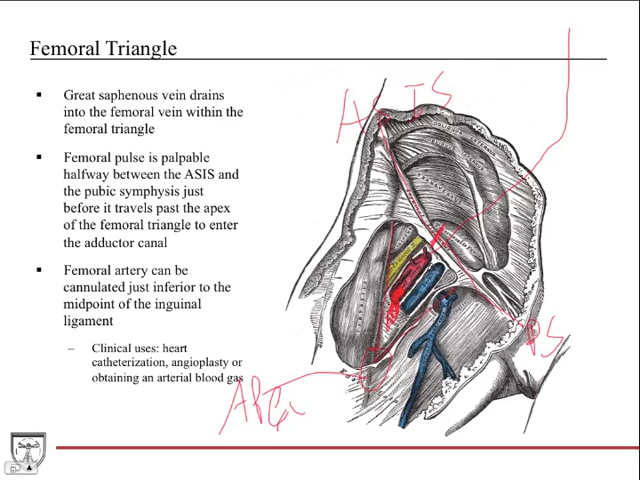 Femoral Triangle
Great saphenous vein drains
into the femoral vein within the
femoral triangle
Femoral pulse is palpable
halfway between the ASIS and
the pubic symphysis just
before it travels past the apex
of the femoral triangle to enter
the adductor canal
Femoral artery can be
cannulated just inferior to the
midpoint of the inguinal
ligament
– Clinical uses: heart
catheterization, angioplasty or
obtaining an arterial blood gas
ASIS
PS